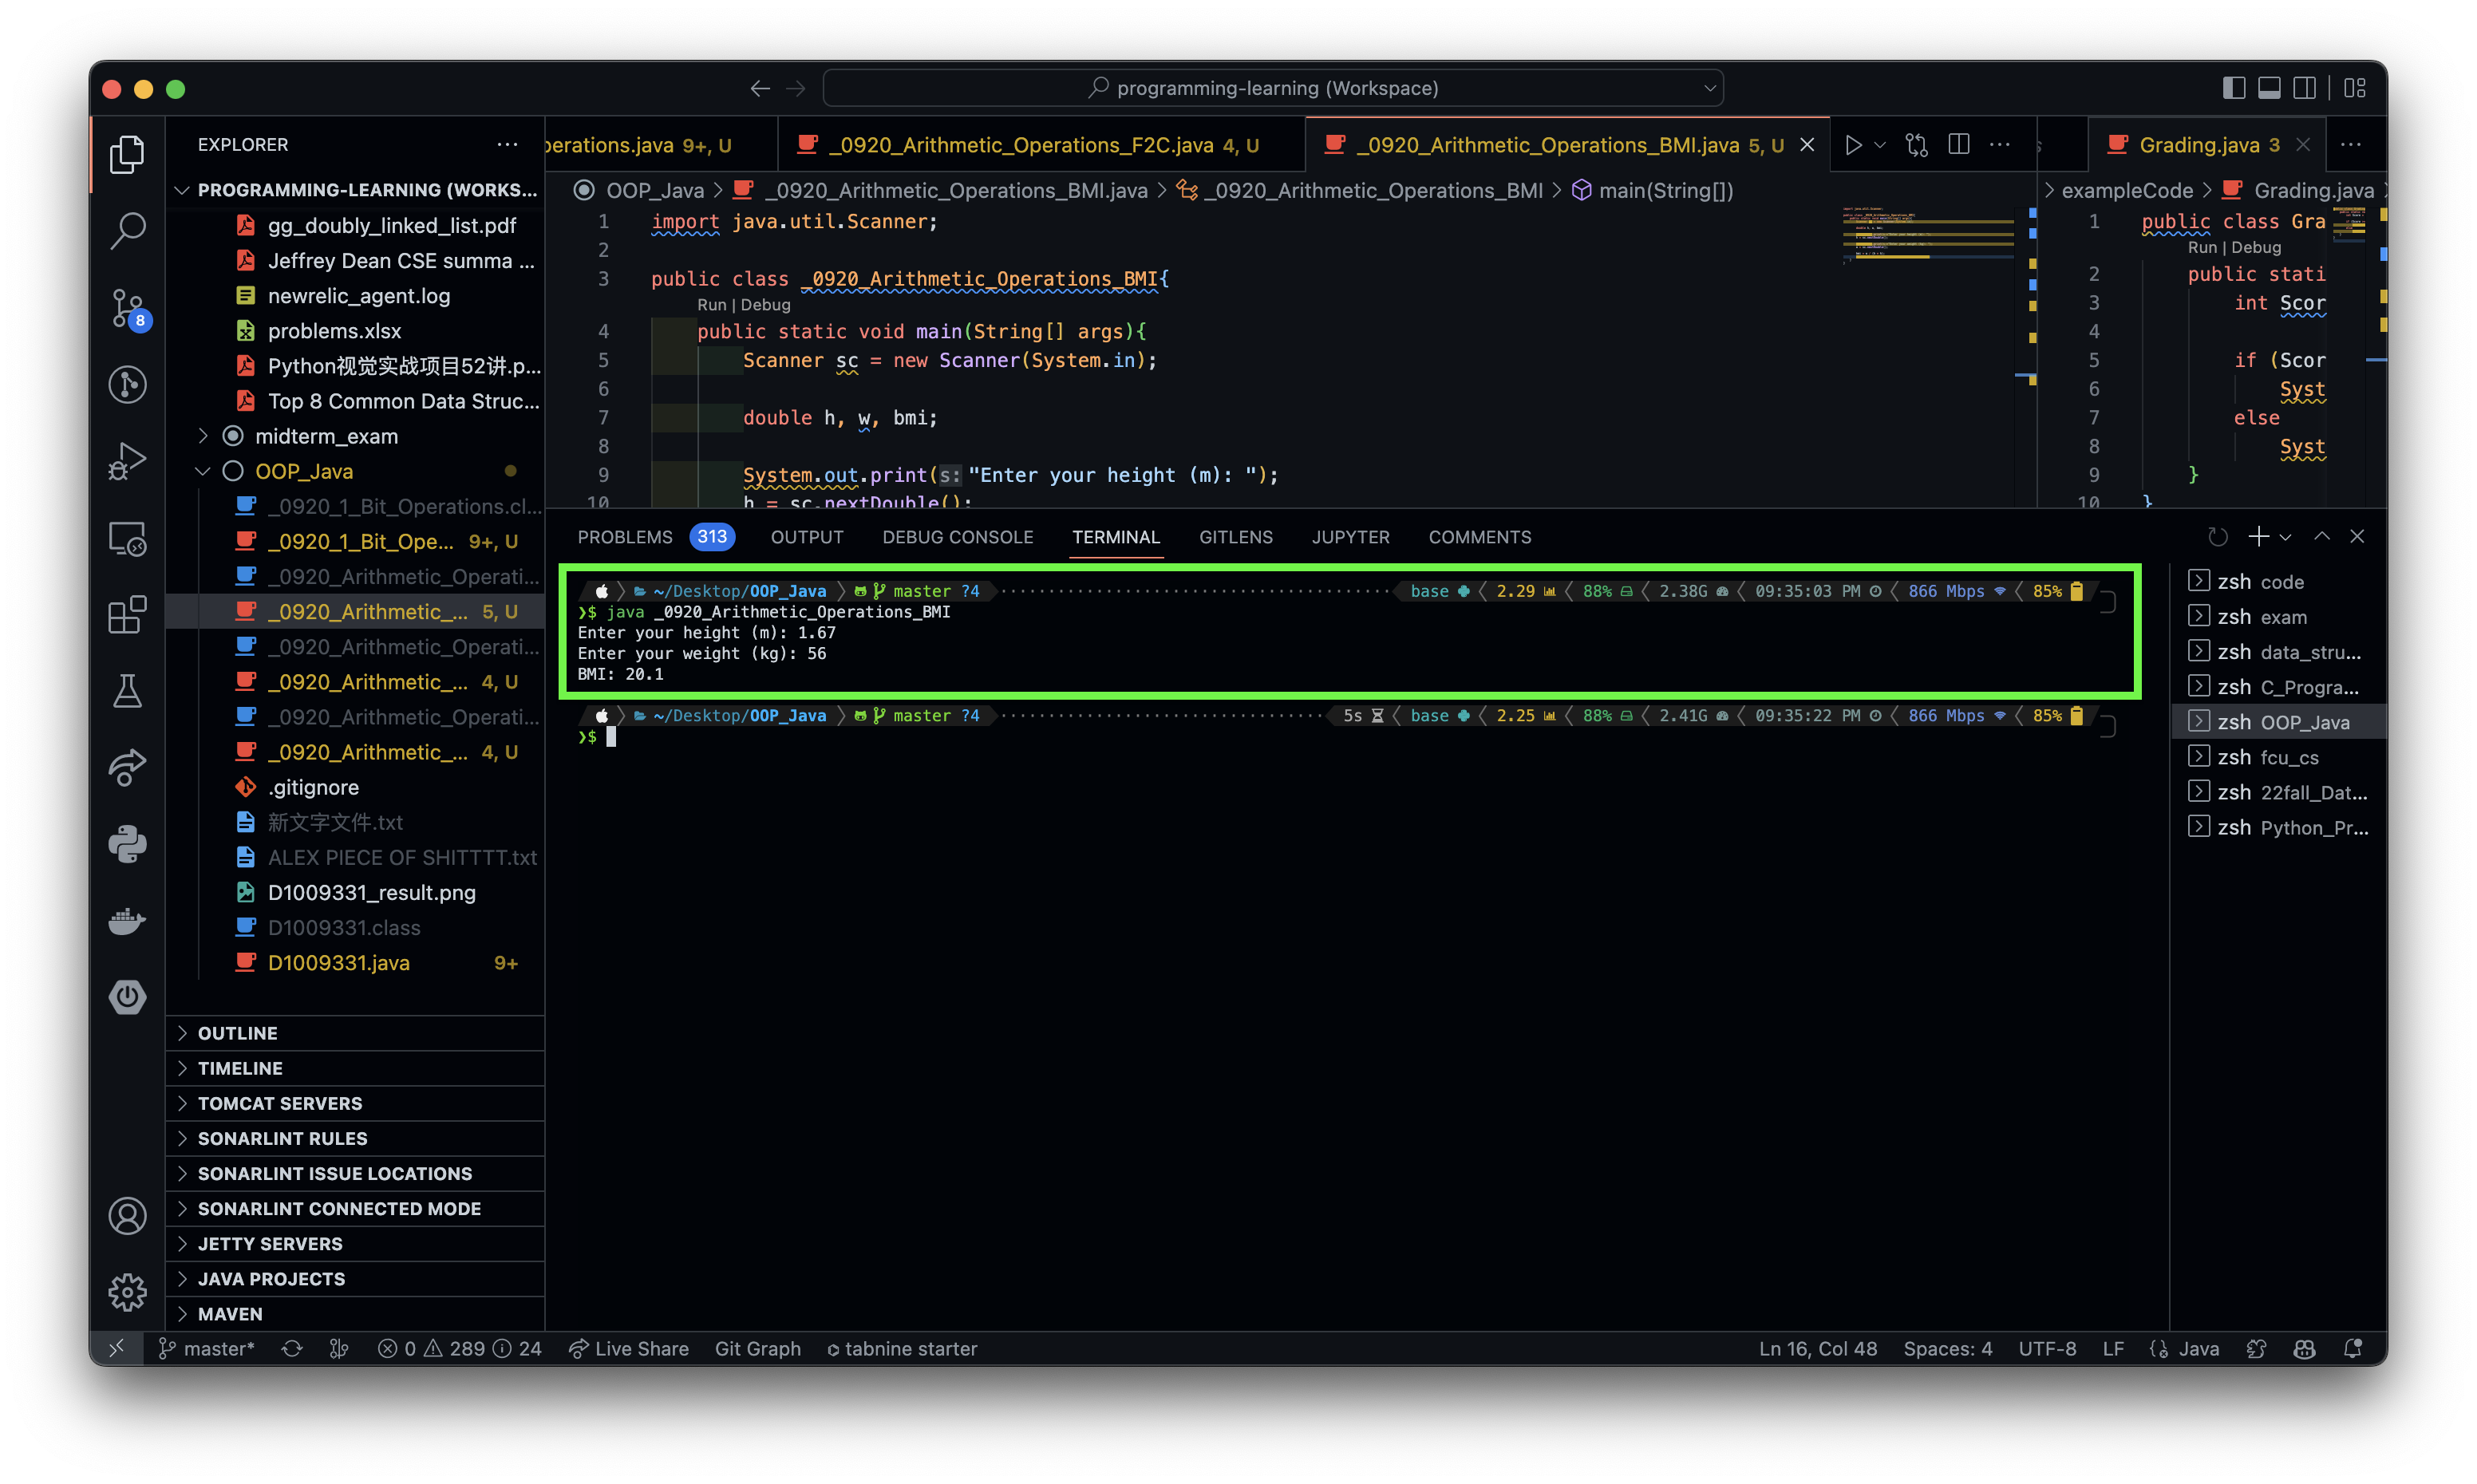 programming-learning (Workspace)
EXPLORER
PROGRAMMING-LEARNING (WORKS...
gg_doubly_linked_list.pdf
Jeffrey Dean CSE summa ...
newrelic_agent.log
problems.xlsx
Python视觉实战项目52讲.p...
Top 8 Common Data Struc...
midterm_exam
OOP_Java
_0920_1_Bit_Operations.cl...
_0920_1_Bit_Ope... 9+, U
_0920_Arithmetic_Operati...
_0920_Arithmetic_... 5, U
_0920_Arithmetic_Operati...
_0920_Arithmetic_... 4, U
_0920_Arithmetic_Operati...
_0920_Arithmetic_... 4, U
.gitignore
新文字文件.txt
ALEX PIECE OF SHITTTT.txt
D1009331_result.png
D1009331.class
D1009331.java 9+
OUTLINE
TIMELINE
TOMCAT SERVERS
SONARLINT RULES
SONARLINT ISSUE LOCATIONS
SONARLINT CONNECTED MODE
JETTY SERVERS
JAVA PROJECTS
MAVEN
8
perations.java 9+, U
_0920_Arithmetic_Operations_F2C.java 4, U
_0920_Arithmetic_Operations_BMI.java 5, U
OOP_Java > _0920_Arithmetic_Operations_BMI.java > _0920_Arithmetic_Operations_BMI > main(String[])
1 import java.util.Scanner;
2
3 public class _0920_Arithmetic_Operations_BMI{
Run | Debug
4 public static void main(String[] args){
5 Scanner sc = new Scanner(System.in);
6
7 double h, w, bmi;
8
9 System.out.print(s:"Enter your height (m): ");
10 h = sc.nextDouble();
Grading.java 3
> exampleCode > Grading.java
1 public class Gra
Run | Debug
2 public stati
3 int Scor
4
5 if (Scor
6 Syst
7 else
8 Syst
9 }
10 }
PROBLEMS 313 OUTPUT DEBUG CONSOLE TERMINAL GITLENS JUPYTER COMMENTS
~/Desktop/OOP_Java master ?4 base 2.29 88% 2.38G 09:35:03 PM 866 Mbps 85%
❯$ java _0920_Arithmetic_Operations_BMI
Enter your height (m): 1.67
Enter your weight (kg): 56
BMI: 20.1
~/Desktop/OOP_Java master ?4 5s base 2.25 88% 2.41G 09:35:22 PM 866 Mbps 85%
❯$
zsh code
zsh exam
zsh data_stru...
zsh C_Progra...
zsh OOP_Java
zsh fcu_cs
zsh 22fall_Dat...
zsh Python_Pr...
master* 0 289 24 Live Share Git Graph tabnine starter Ln 16, Col 48 Spaces: 4 UTF-8 LF Java